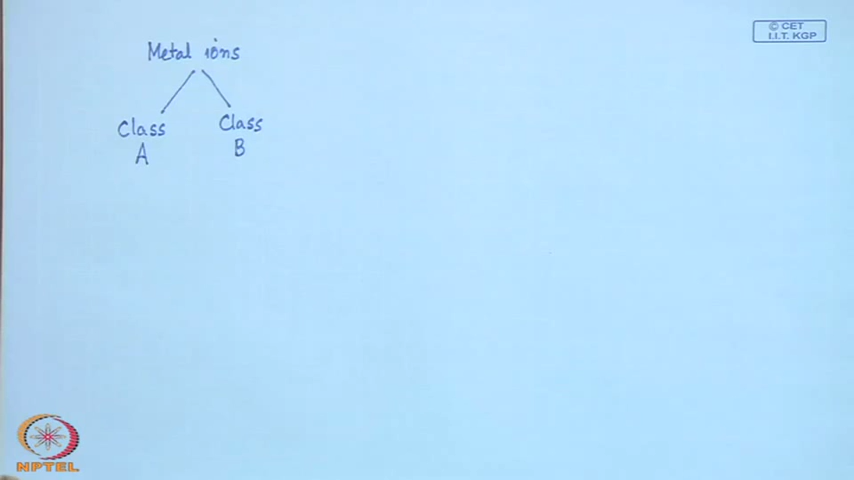 © CET
I.I.T. KGP
Metal ions
Class Class
A B
NPTEL